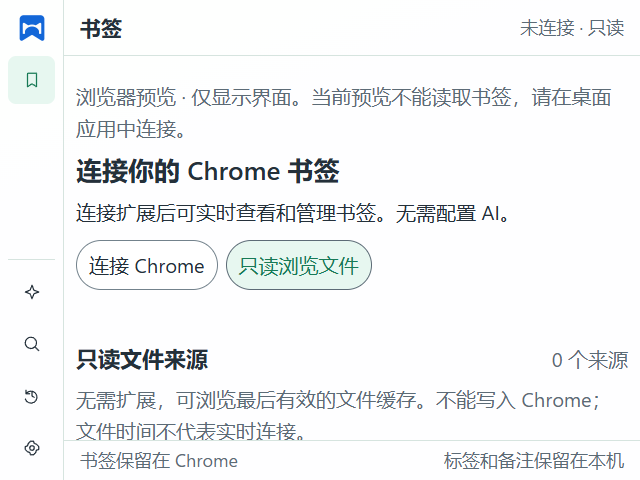 书签
未连接 · 只读
浏览器预览 · 仅显示界面。当前预览不能读取书签，请在桌面
应用中连接。
连接你的 Chrome 书签
连接扩展后可实时查看和管理书签。无需配置 AI。
连接 Chrome
只读浏览文件
只读文件来源
0 个来源
无需扩展，可浏览最后有效的文件缓存。不能写入 Chrome；
文件时间不代表实时连接。
书签保留在 Chrome
标签和备注保留在本机